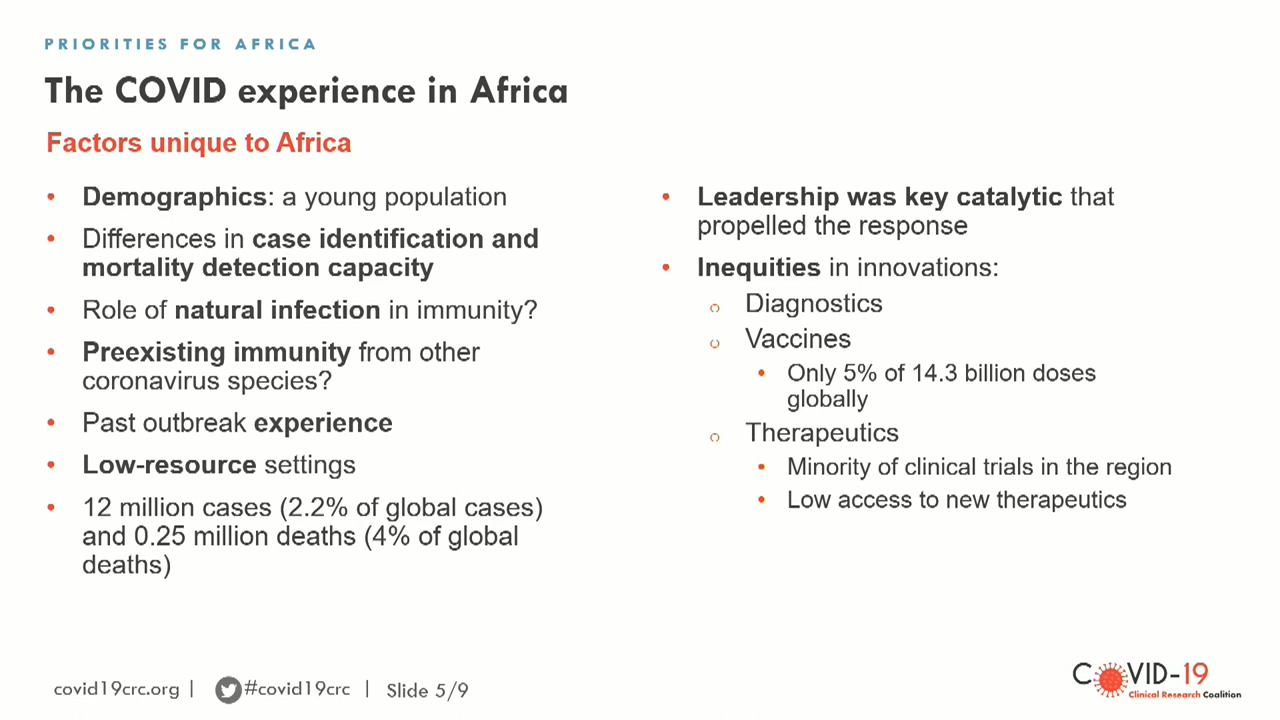 PRIORITIES FOR AFRICA
The COVID experience in Africa
Factors unique to Africa
• Demographics: a young population
• Differences in case identification and
mortality detection capacity
• Role of natural infection in immunity?
• Preexisting immunity from other
coronavirus species?
• Past outbreak experience
• Low-resource settings
• 12 million cases (2.2% of global cases)
and 0.25 million deaths (4% of global
deaths)
• Leadership was key catalytic that
propelled the response
• Inequities in innovations:
○ Diagnostics
○ Vaccines
• Only 5% of 14.3 billion doses
globally
○ Therapeutics
• Minority of clinical trials in the region
• Low access to new therapeutics
covid19crc.org | #covid19crc | Slide 5/9
COVID-19
Clinical Research Coalition